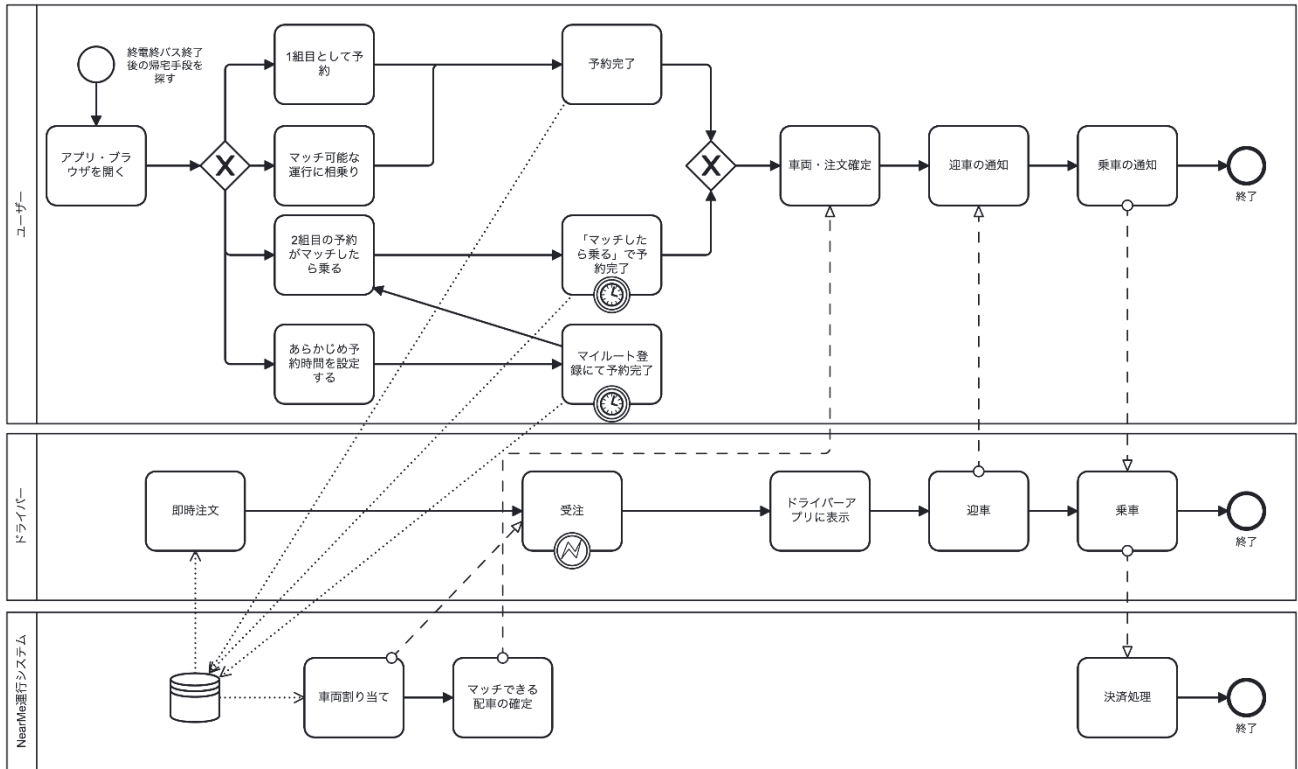 ユーザー
終電終バス終了
後の帰宅手段を
探す
アプリ・ブラ
ウザを開く
X
1組目として予
約
マッチ可能な
運行に相乗り
2組目の予約
がマッチした
ら乗る
あらかじめ予
約時間を設定
する
予約完了
「マッチした
ら乗る」で予
約完了
マイルート登
録にて予約完了
X
車両・注文確定
迎車の通知
乗車の通知
終了
ドライバー
即時注文
受注
ドライバーア
プリに表示
迎車
乗車
終了
NearMe運行システム
車両割り当て
マッチできる
配車の確定
決済処理
終了